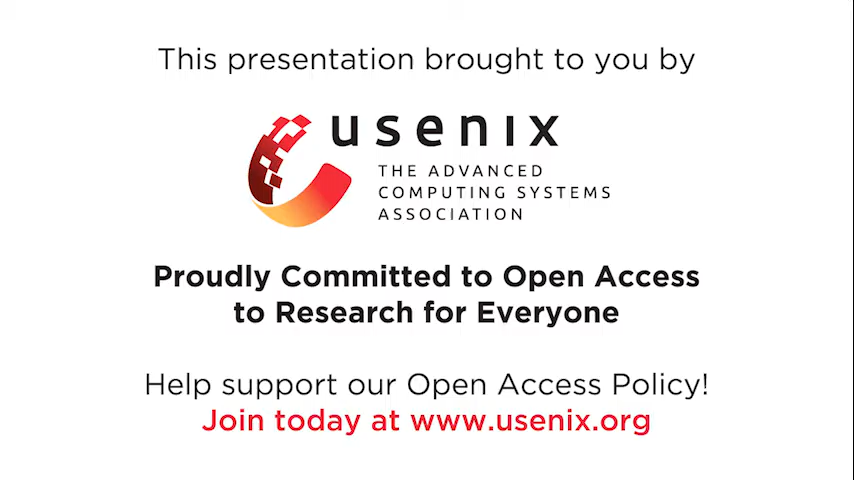 This presentation brought to you by
usenix
THE ADVANCED
COMPUTING SYSTEMS
ASSOCIATION
Proudly Committed to Open Access
to Research for Everyone
Help support our Open Access Policy!
Join today at www.usenix.org